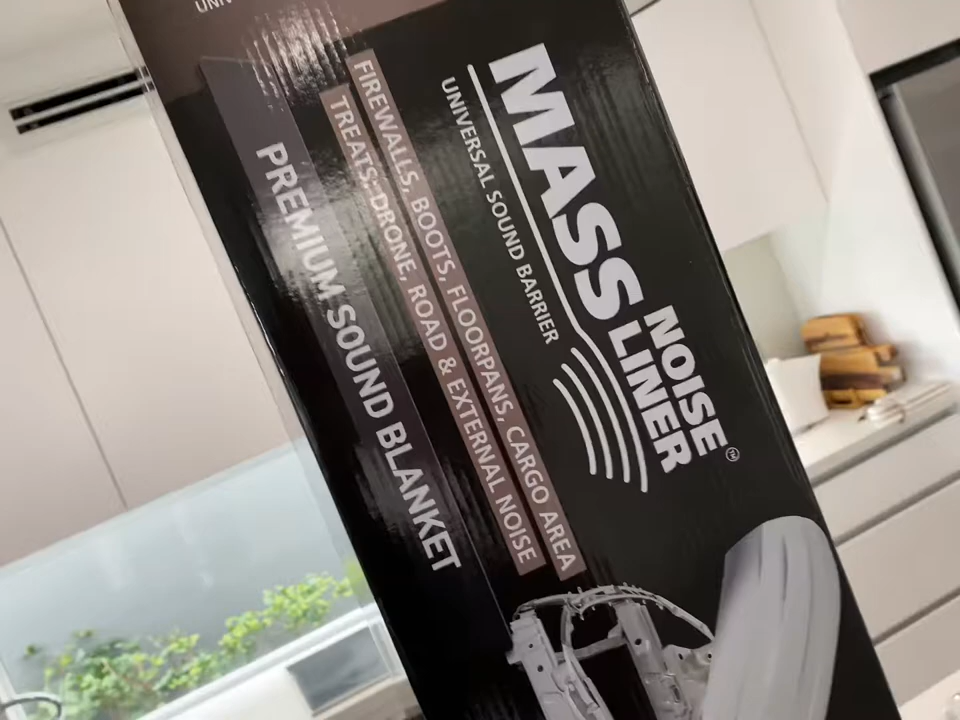 MASS
NOISE
LINER
TM
UNIVERSAL SOUND BARRIER
FIREWALLS, BOOTS, FLOORPANS, CARGO AREA
TREATS: DRONE, ROAD & EXTERNAL NOISE
PREMIUM SOUND BLANKET